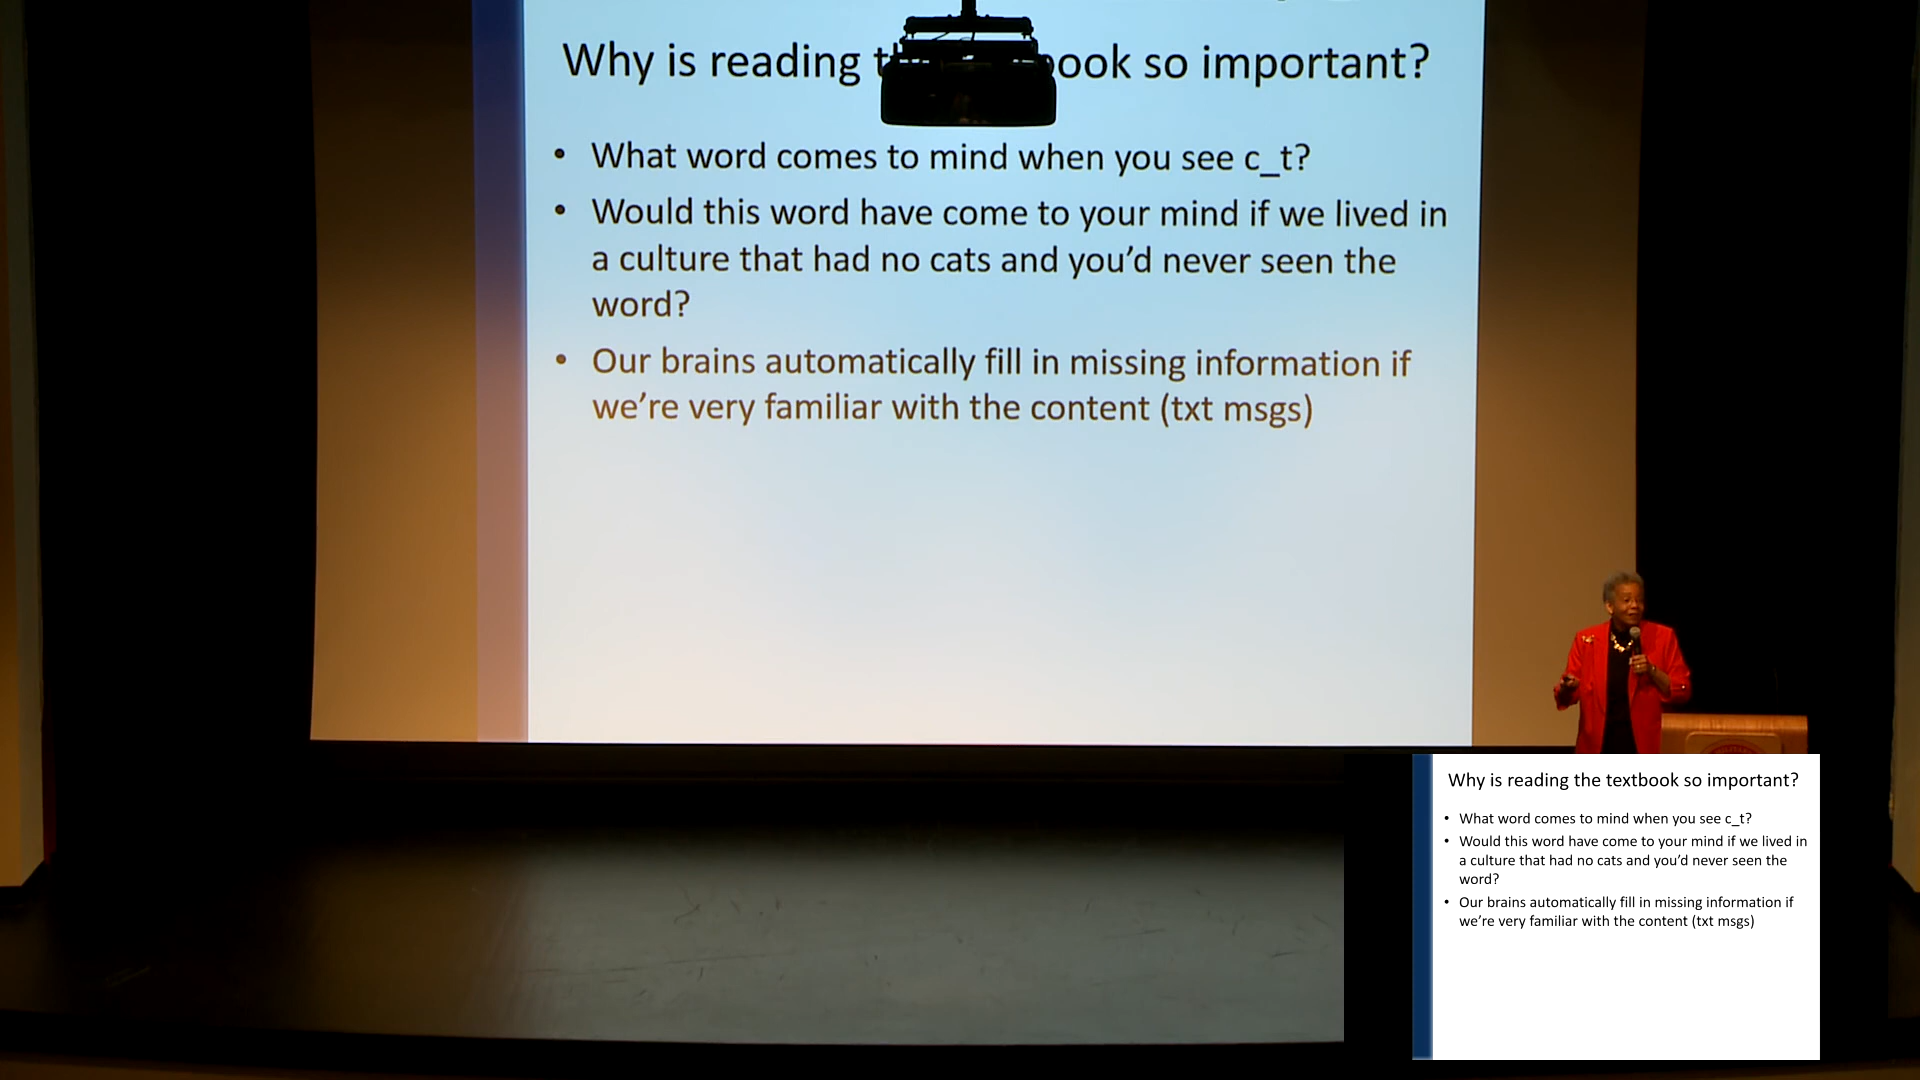 Why is reading t ook so important?
• What word comes to mind when you see c_t?
• Would this word have come to your mind if we lived in
a culture that had no cats and you’d never seen the
word?
• Our brains automatically fill in missing information if
we’re very familiar with the content (txt msgs)
Why is reading the textbook so important?
• What word comes to mind when you see c_t?
• Would this word have come to your mind if we lived in
a culture that had no cats and you’d never seen the
word?
• Our brains automatically fill in missing information if
we’re very familiar with the content (txt msgs)